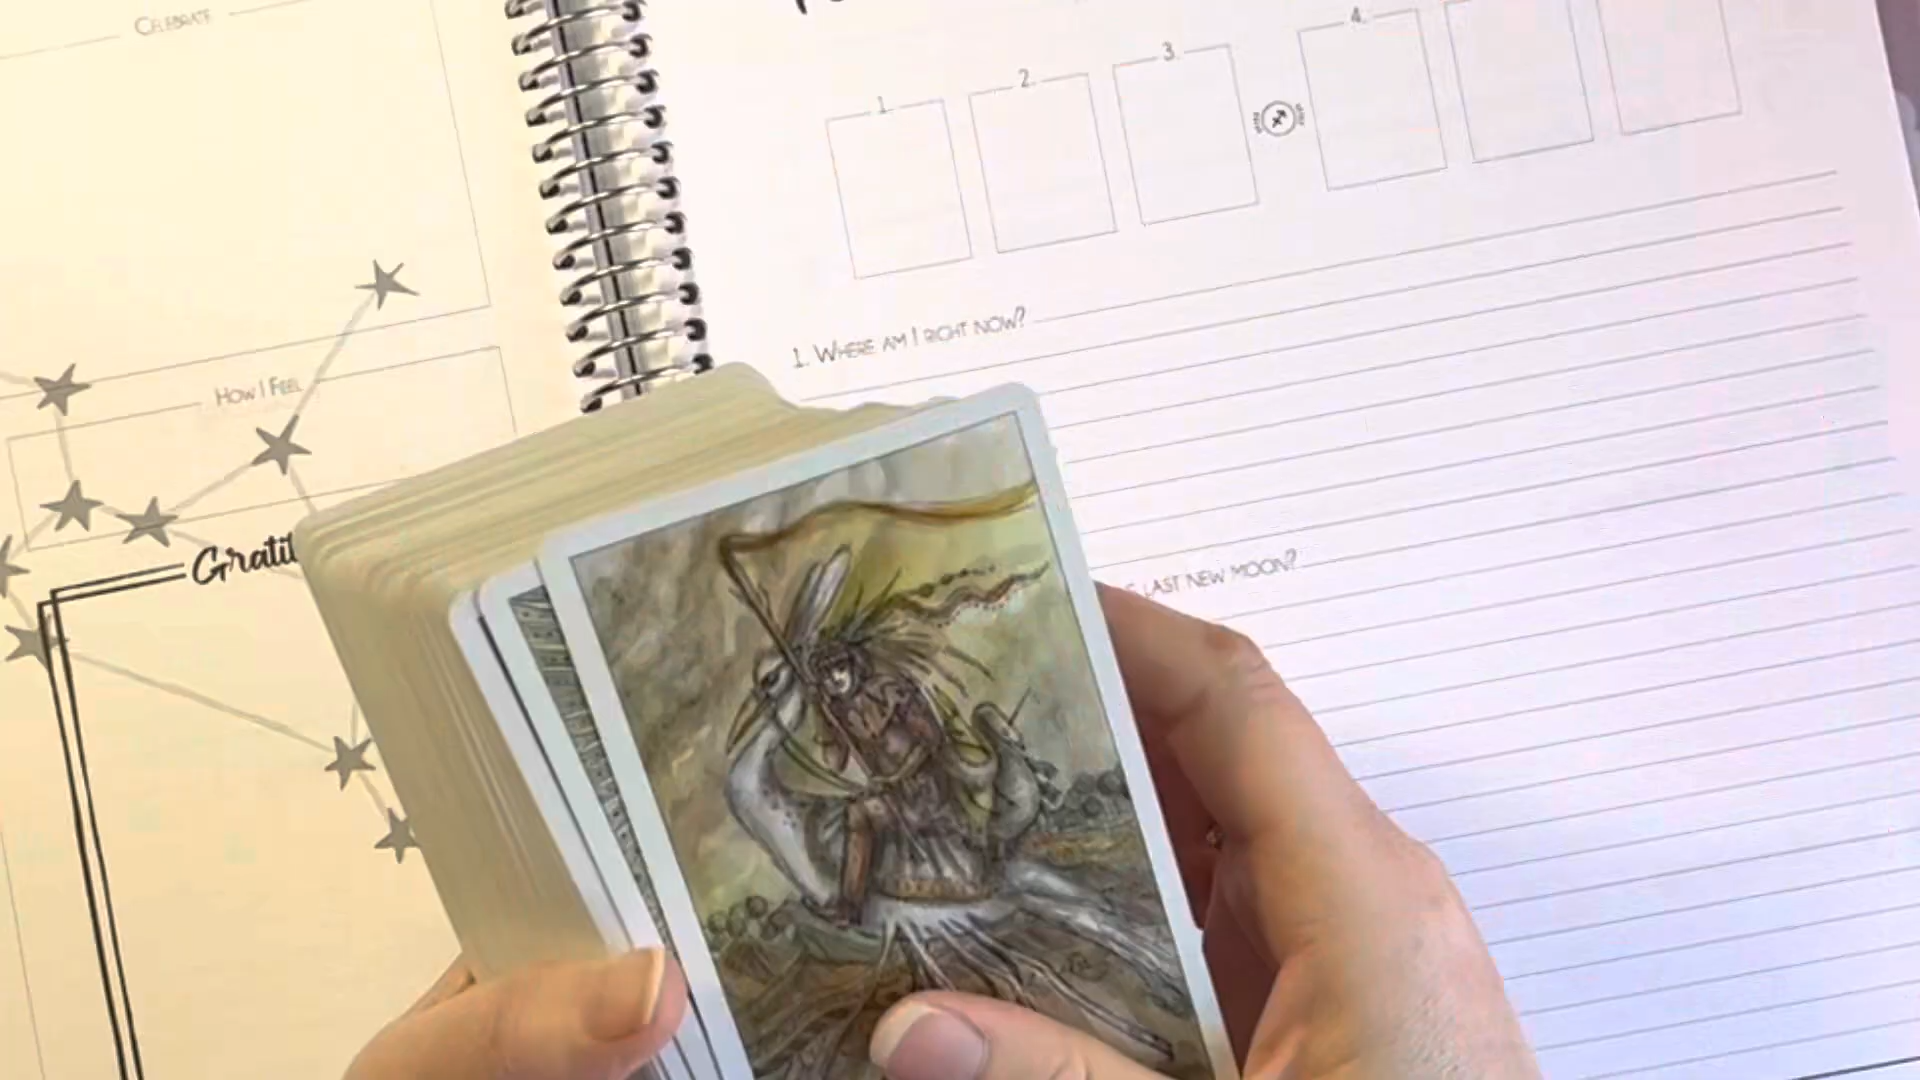 CELEBRATE
HOW I FEEL
Gratit
1.
2.
3.
4.
1. WHERE AM I RIGHT NOW?
LAST NEW MOON?